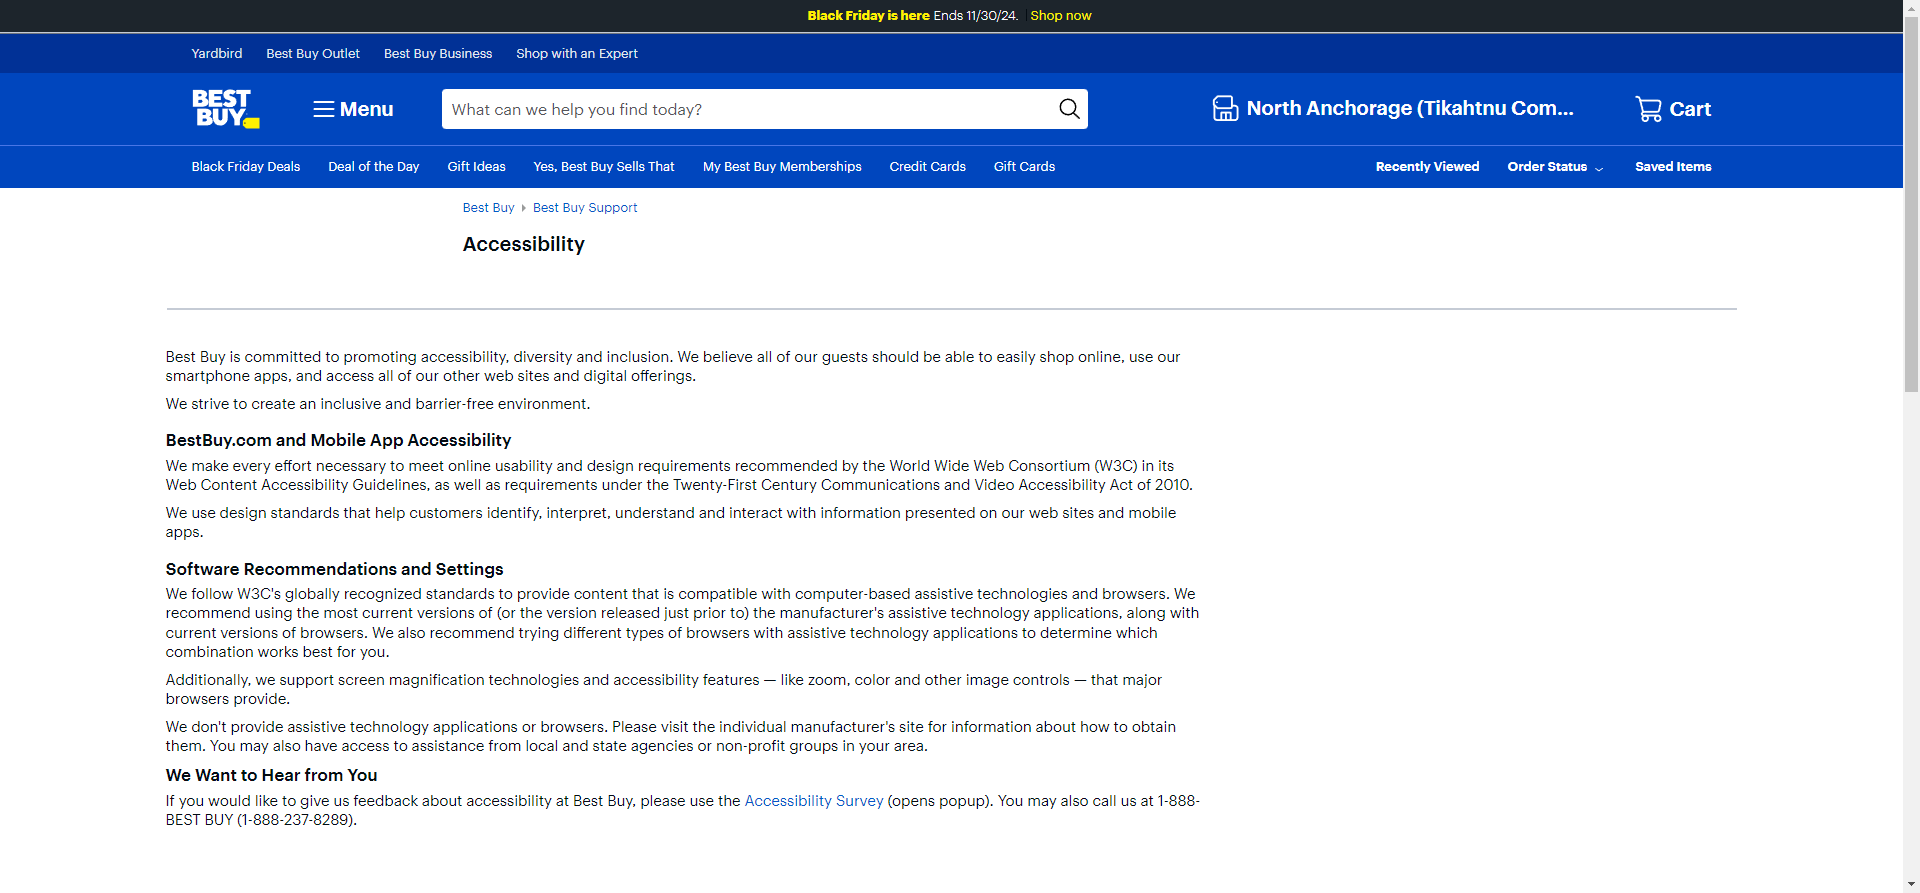 Black Friday is here Ends 11/30/24. Shop now
Yardbird Best Buy Outlet Best Buy Business Shop with an Expert
BEST
BUY
Menu
What can we help you find today?
North Anchorage (Tikahtnu Com...
Cart
Black Friday Deals Deal of the Day Gift Ideas Yes, Best Buy Sells That My Best Buy Memberships Credit Cards Gift Cards Recently Viewed Order Status Saved Items
Best Buy Best Buy Support
Accessibility
Best Buy is committed to promoting accessibility, diversity and inclusion. We believe all of our guests should be able to easily shop online, use our
smartphone apps, and access all of our other web sites and digital offerings.
We strive to create an inclusive and barrier-free environment.
BestBuy.com and Mobile App Accessibility
We make every effort necessary to meet online usability and design requirements recommended by the World Wide Web Consortium (W3C) in its
Web Content Accessibility Guidelines, as well as requirements under the Twenty-First Century Communications and Video Accessibility Act of 2010.
We use design standards that help customers identify, interpret, understand and interact with information presented on our web sites and mobile
apps.
Software Recommendations and Settings
We follow W3C's globally recognized standards to provide content that is compatible with computer-based assistive technologies and browsers. We
recommend using the most current versions of (or the version released just prior to) the manufacturer's assistive technology applications, along with
current versions of browsers. We also recommend trying different types of browsers with assistive technology applications to determine which
combination works best for you.
Additionally, we support screen magnification technologies and accessibility features — like zoom, color and other image controls — that major
browsers provide.
We don't provide assistive technology applications or browsers. Please visit the individual manufacturer's site for information about how to obtain
them. You may also have access to assistance from local and state agencies or non-profit groups in your area.
We Want to Hear from You
If you would like to give us feedback about accessibility at Best Buy, please use the Accessibility Survey (opens popup). You may also call us at 1-888-
BEST BUY (1-888-237-8289).